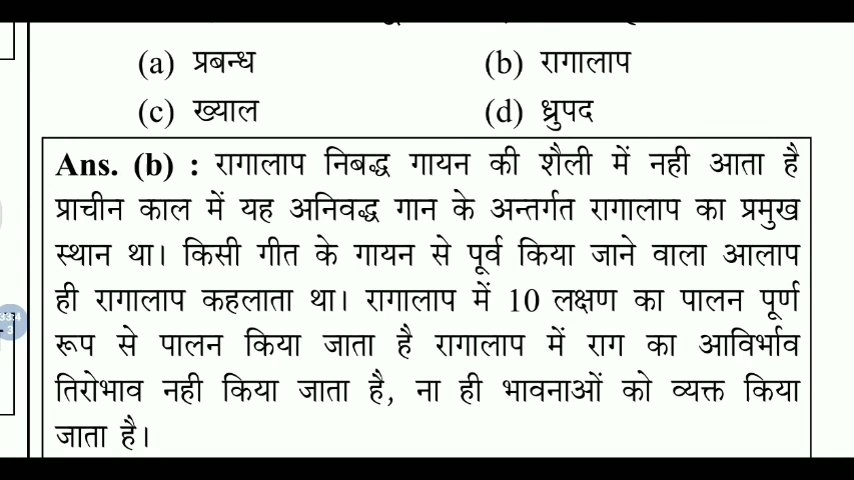 (a) प्रबन्ध (b) रागालाप
(c) ख्याल (d) ध्रुपद
Ans. (b) : रागालाप निबद्ध गायन की शैली में नही आता है
प्राचीन काल में यह अनिवद्ध गान के अन्तर्गत रागालाप का प्रमुख
स्थान था। किसी गीत के गायन से पूर्व किया जाने वाला आलाप
ही रागालाप कहलाता था। रागालाप में 10 लक्षण का पालन पूर्ण
रूप से पालन किया जाता है रागालाप में राग का आविर्भाव
तिरोभाव नही किया जाता है, ना ही भावनाओं को व्यक्त किया
जाता है।